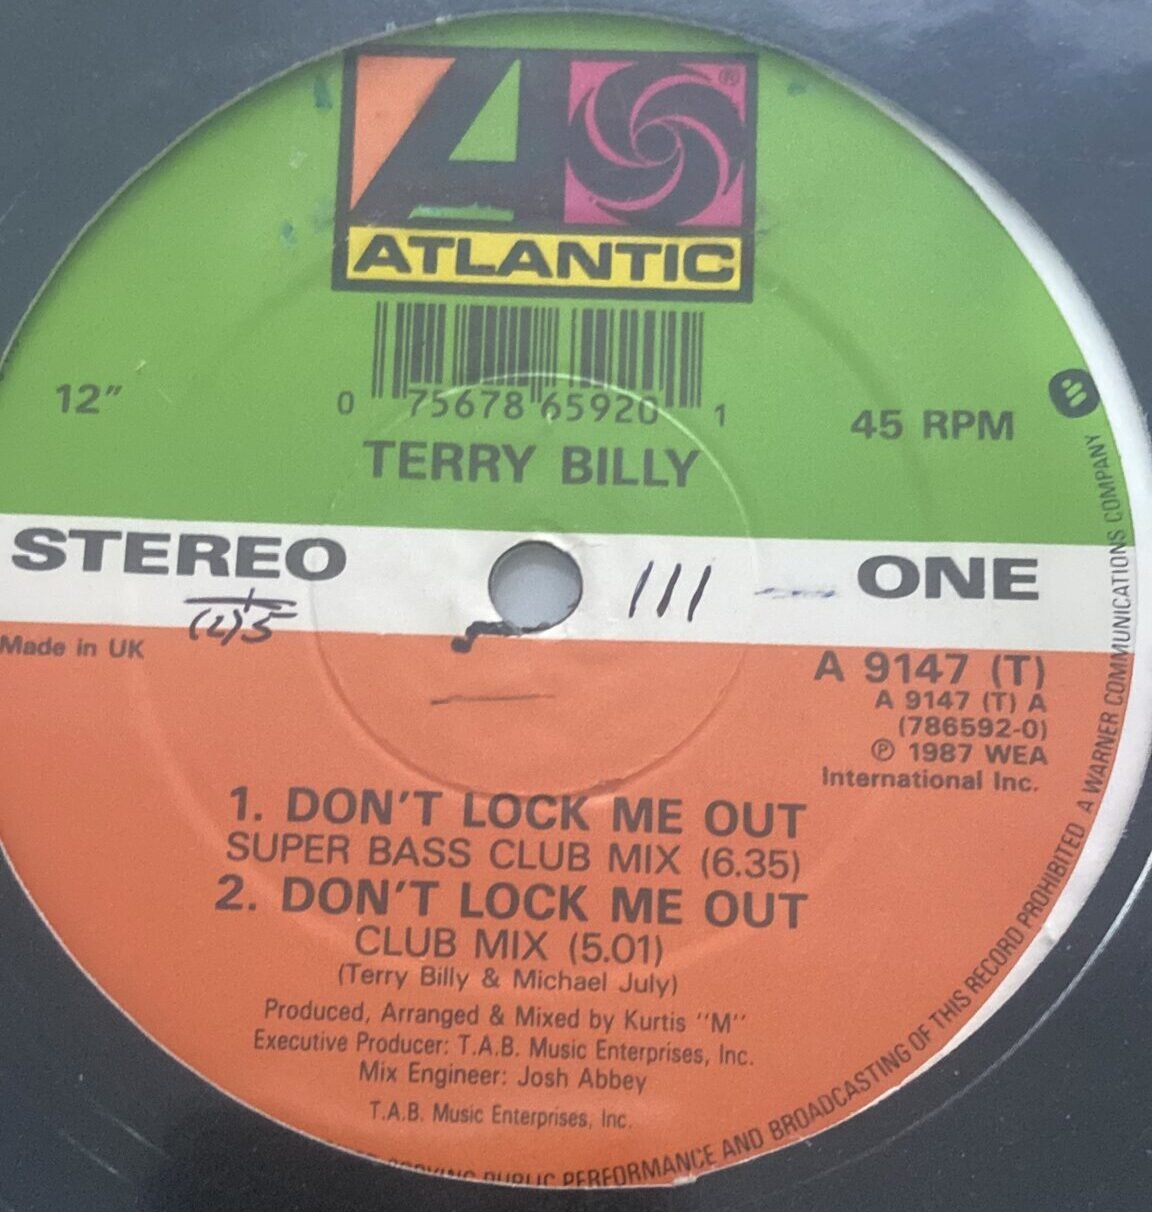 ATLANTIC
®
0 75678 65920 1
12"
45 RPM
TERRY BILLY
STEREO
ONE
111
(2)5
Made in UK
A 9147 (T)
A 9147 (T) A
(786592-0)
℗ 1987 WEA
International Inc.
1. DON'T LOCK ME OUT
SUPER BASS CLUB MIX (6.35)
2. DON'T LOCK ME OUT
CLUB MIX (5.01)
(Terry Billy & Michael July)
Produced, Arranged & Mixed by Kurtis "M"
Executive Producer: T.A.B. Music Enterprises, Inc.
Mix Engineer: Josh Abbey
T.A.B. Music Enterprises, Inc.
PUBLIC PERFORMANCE AND BROADCASTING OF THIS RECORD PROHIBITED A WARNER COMMUNICATIONS COMPANY